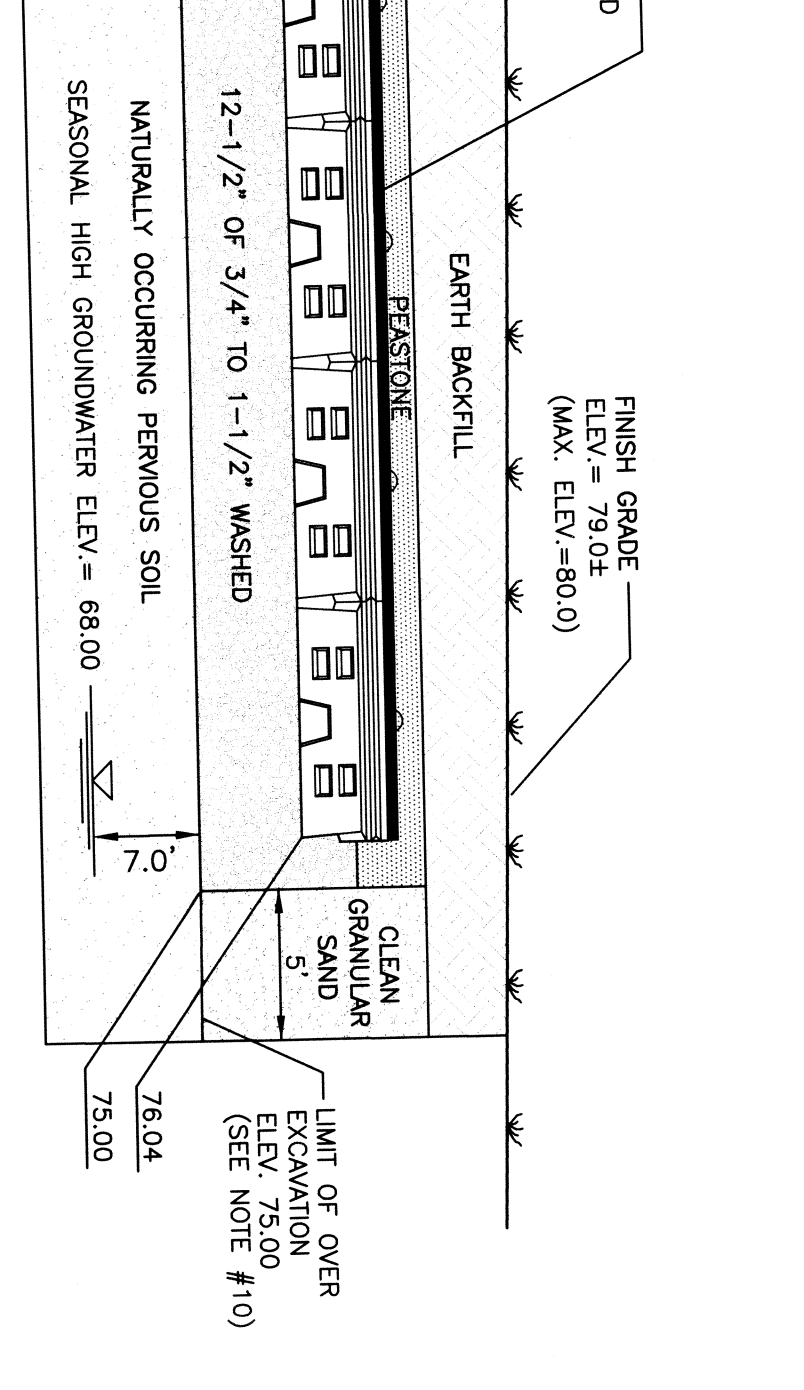 D
FINISH GRADE
ELEV.= 79.0±
(MAX. ELEV.=80.0)
EARTH BACKFILL
PEASTONE
CLEAN
GRANULAR
SAND
5'
12-1/2" OF 3/4" TO 1-1/2" WASHED
NATURALLY OCCURRING PERVIOUS SOIL
7.0'
SEASONAL HIGH GROUNDWATER ELEV.= 68.00
LIMIT OF OVER
EXCAVATION
ELEV. 75.00
(SEE NOTE #10)
76.04
75.00